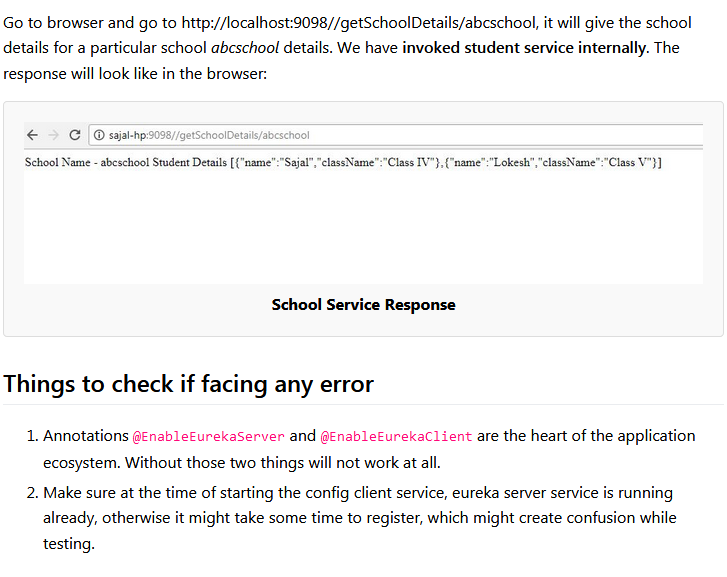 Go to browser and go to http://localhost:9098//getSchoolDetails/abcschool, it will give the school
details for a particular school abcschool details. We have invoked student service internally. The
response will look like in the browser:
sajal-hp:9098//getSchoolDetails/abcschool
School Name - abcschool Student Details [{"name":"Sajal","className":"Class IV"},{"name":"Lokesh","className":"Class V"}]
School Service Response
Things to check if facing any error
1. Annotations @EnableEurekaServer and @EnableEurekaClient are the heart of the application
ecosystem. Without those two things will not work at all.
2. Make sure at the time of starting the config client service, eureka server service is running
already, otherwise it might take some time to register, which might create confusion while
testing.